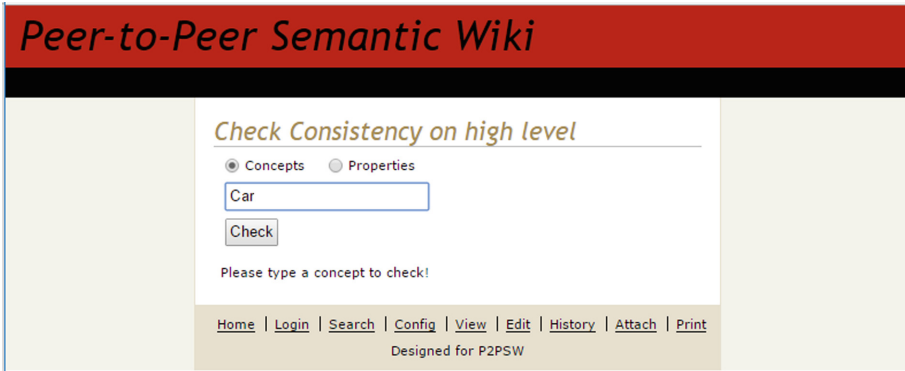 Peer-to-Peer Semantic Wiki
Check Consistency on high level
Concepts Properties
Car
Check
Please type a concept to check!
Home | Login | Search | Config | View | Edit | History | Attach | Print
Designed for P2PSW